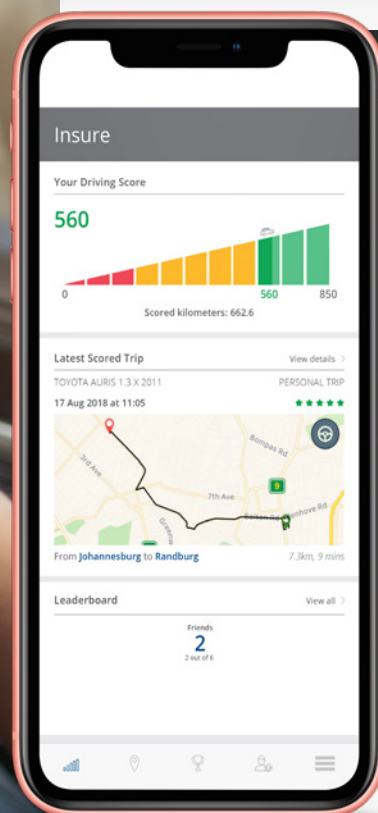 Insure
Your Driving Score
560
0 560 850
Scored kilometers: 662.6
Latest Scored Trip View details >
TOYOTA AURIS 1.3 X 2011 PERSONAL TRIP
17 Aug 2018 at 11:05
Bompas Rd
3rd Ave
9
7th Ave
From Johannesburg to Randburg 7.3km, 9 mins
Leaderboard View all >
Friends
2
2 out of 6